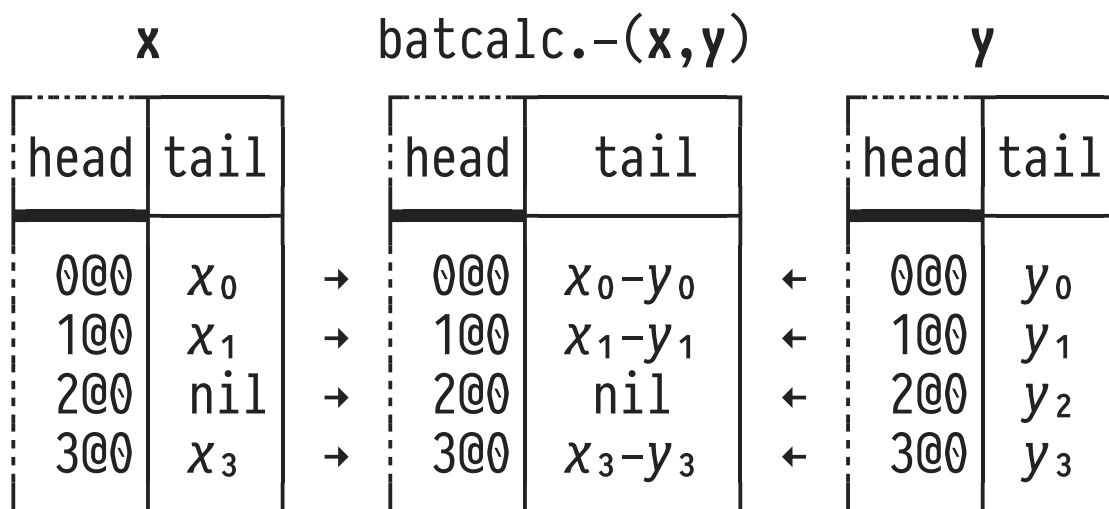 x batcalc.-(x,y) y
head tail head tail head tail
0@0 x₀ → 0@0 x₀-y₀ ← 0@0 y₀
1@0 x₁ → 1@0 x₁-y₁ ← 1@0 y₁
2@0 nil → 2@0 nil ← 2@0 y₂
3@0 x₃ → 3@0 x₃-y₃ ← 3@0 y₃